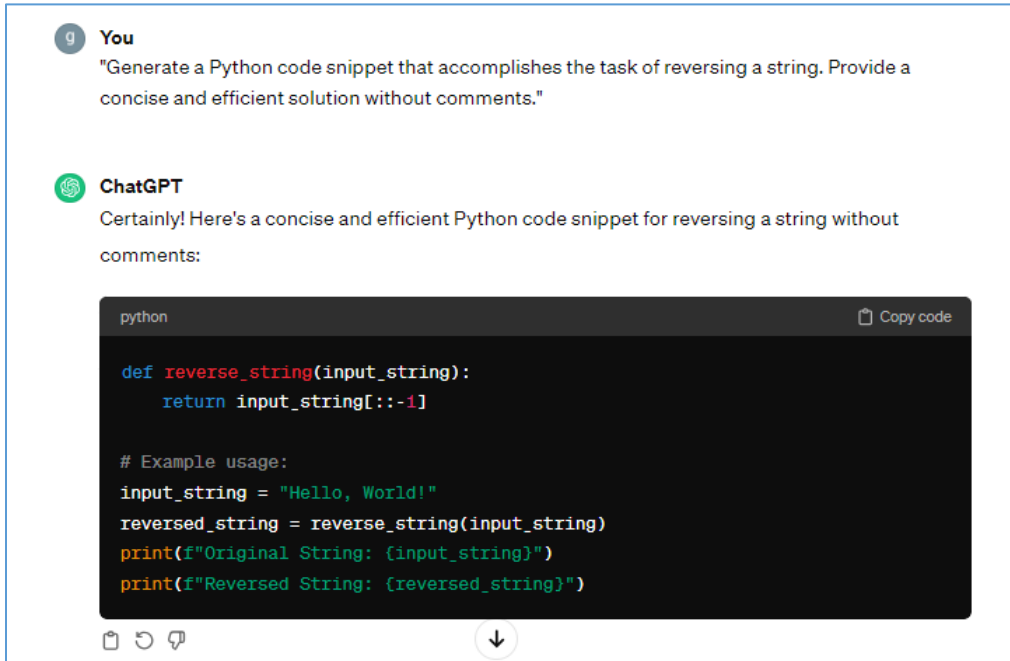 g You
"Generate a Python code snippet that accomplishes the task of reversing a string. Provide a
concise and efficient solution without comments."
ChatGPT
Certainly! Here's a concise and efficient Python code snippet for reversing a string without
comments:
python Copy code
def reverse_string(input_string):
    return input_string[::-1]
# Example usage:
input_string = "Hello, World!"
reversed_string = reverse_string(input_string)
print(f"Original String: {input_string}")
print(f"Reversed String: {reversed_string}")